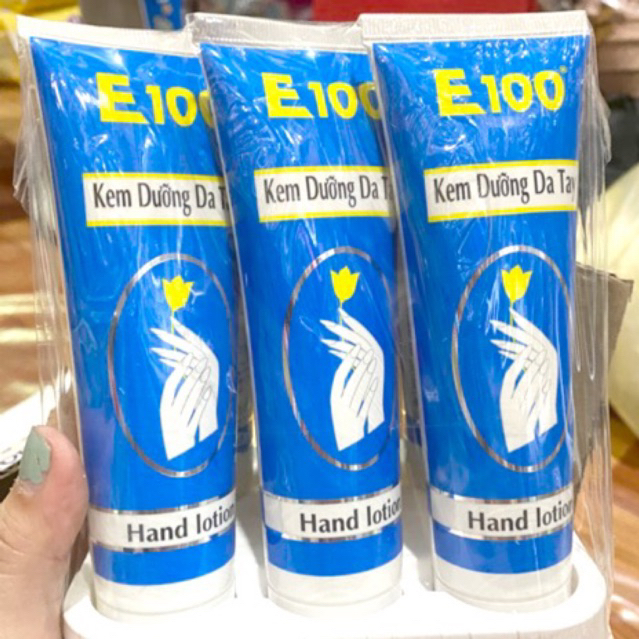 E100
Kem Dưỡng Da
Hand lotion
E100
Kem Dưỡng Da
Hand lotion
E100®
Kem Dưỡng Da Tay
Hand lotion